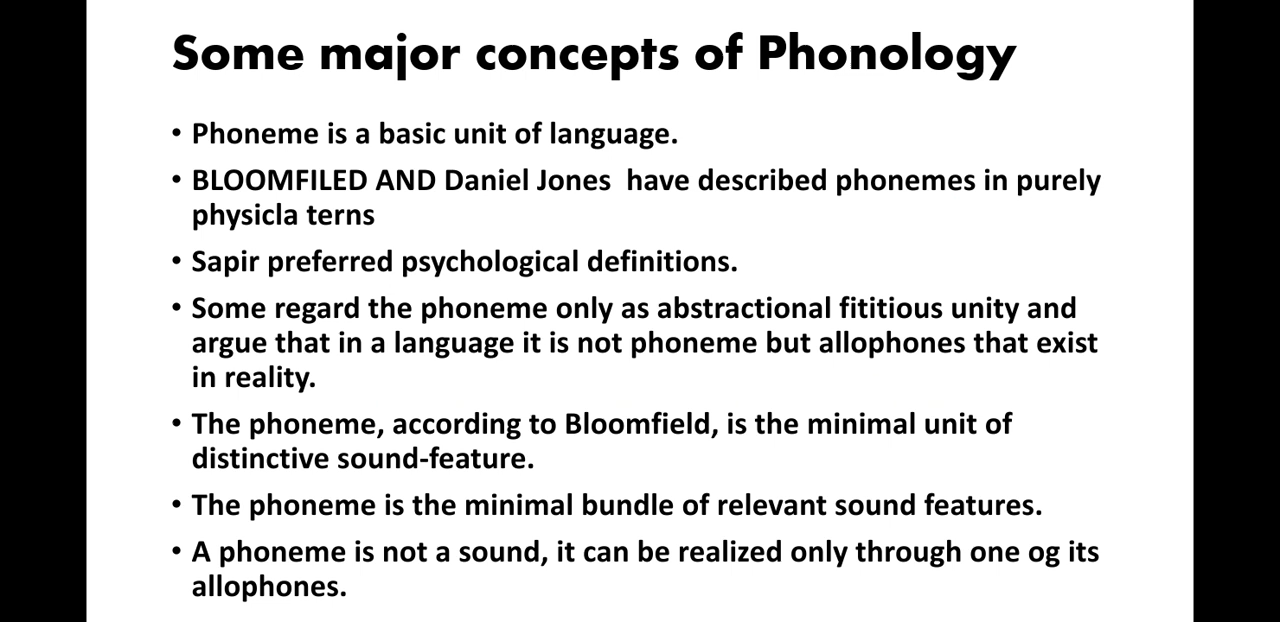 Some major concepts of Phonology
• Phoneme is a basic unit of language.
• BLOOMFILED AND Daniel Jones  have described phonemes in purely
physicla terns
• Sapir preferred psychological definitions.
• Some regard the phoneme only as abstractional fititious unity and
argue that in a language it is not phoneme but allophones that exist
in reality.
• The phoneme, according to Bloomfield, is the minimal unit of
distinctive sound-feature.
• The phoneme is the minimal bundle of relevant sound features.
• A phoneme is not a sound, it can be realized only through one og its
allophones.